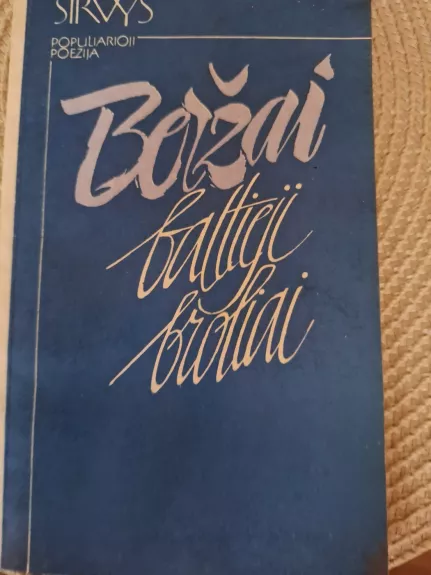 SIRVYS
POPULIARIOJI
POEZIJA
Beržai
baltieji
broliai